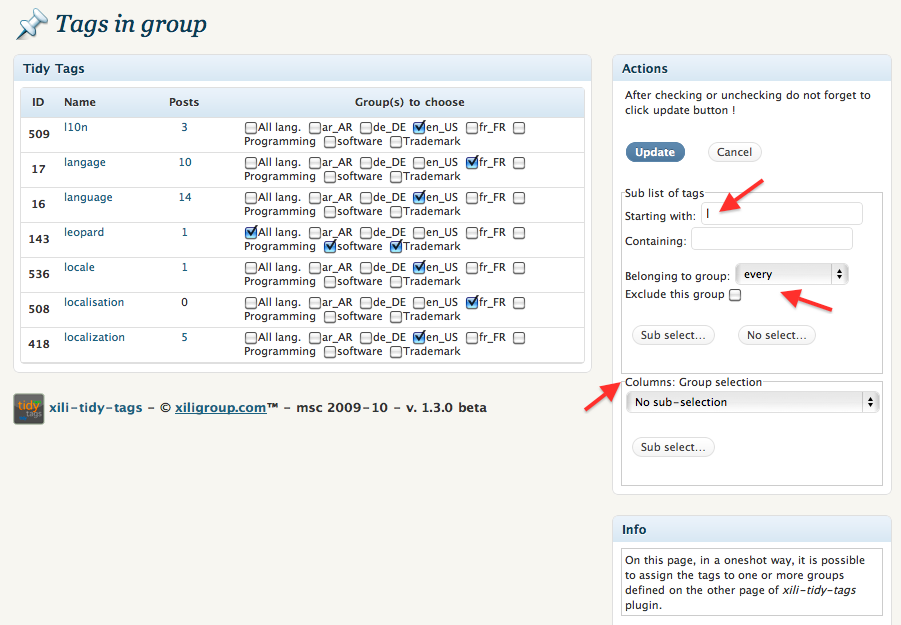 Tags in group
Tidy Tags
ID Name Posts Group(s) to choose
509 l10n 3 All lang. ar_AR de_DE en_US fr_FR
Programming software Trademark
17 langage 10 All lang. ar_AR de_DE en_US fr_FR
Programming software Trademark
16 language 14 All lang. ar_AR de_DE en_US fr_FR
Programming software Trademark
143 leopard 1 All lang. ar_AR de_DE en_US fr_FR
Programming software Trademark
536 locale 1 All lang. ar_AR de_DE en_US fr_FR
Programming software Trademark
508 localisation 0 All lang. ar_AR de_DE en_US fr_FR
Programming software Trademark
418 localization 5 All lang. ar_AR de_DE en_US fr_FR
Programming software Trademark
tidy
tags
xili-tidy-tags – © xiligroup.com™ – msc 2009-10 – v. 1.3.0 beta
Actions
After checking or unchecking do not forget to
click update button !
Update Cancel
Sub list of tags
Starting with: l
Containing:
Belonging to group: every
Exclude this group
Sub select... No select...
Columns: Group selection
No sub-selection
Sub select...
Info
On this page, in a oneshot way, it is possible
to assign the tags to one or more groups
defined on the other page of xili-tidy-tags
plugin.